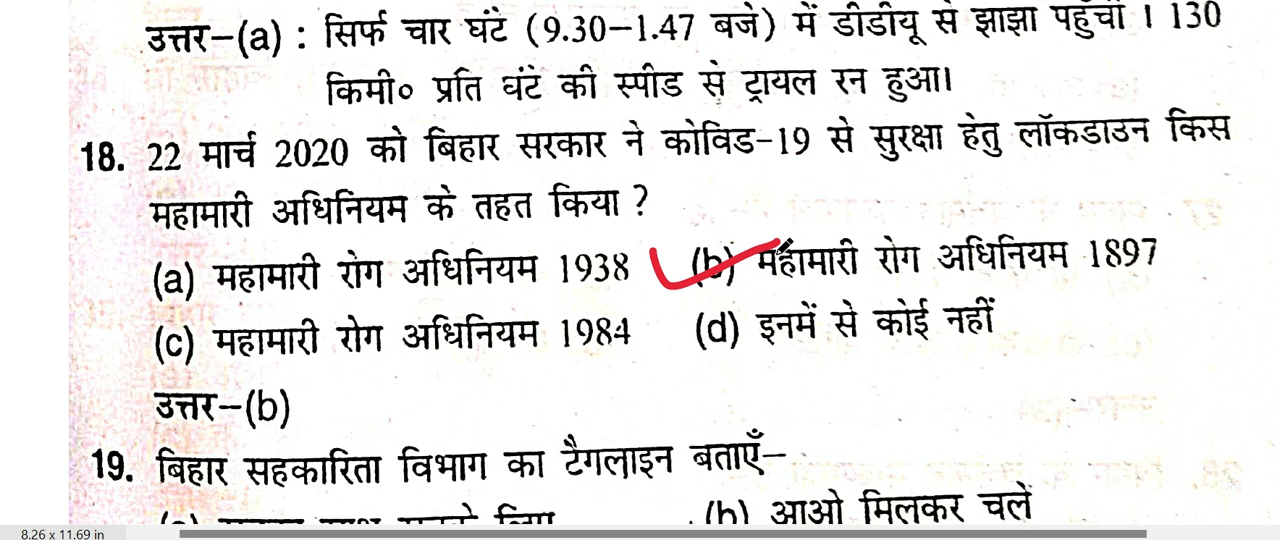 उत्तर–(a) : सिर्फ चार घंटे (9.30–1.47 बजे) में डीडीयू से झाझा पहुँची । 130
किमी० प्रति घंटे की स्पीड से ट्रायल रन हुआ।
18. 22 मार्च 2020 को बिहार सरकार ने कोविड-19 से सुरक्षा हेतु लॉकडाउन किस
महामारी अधिनियम के तहत किया ?
(a) महामारी रोग अधिनियम 1938 (b) महामारी रोग अधिनियम 1897
(c) महामारी रोग अधिनियम 1984 (d) इनमें से कोई नहीं
उत्तर–(b)
19. बिहार सहकारिता विभाग का टैगलाइन बताएँ–
(b) आओ मिलकर चलें
8.26 x 11.69 in